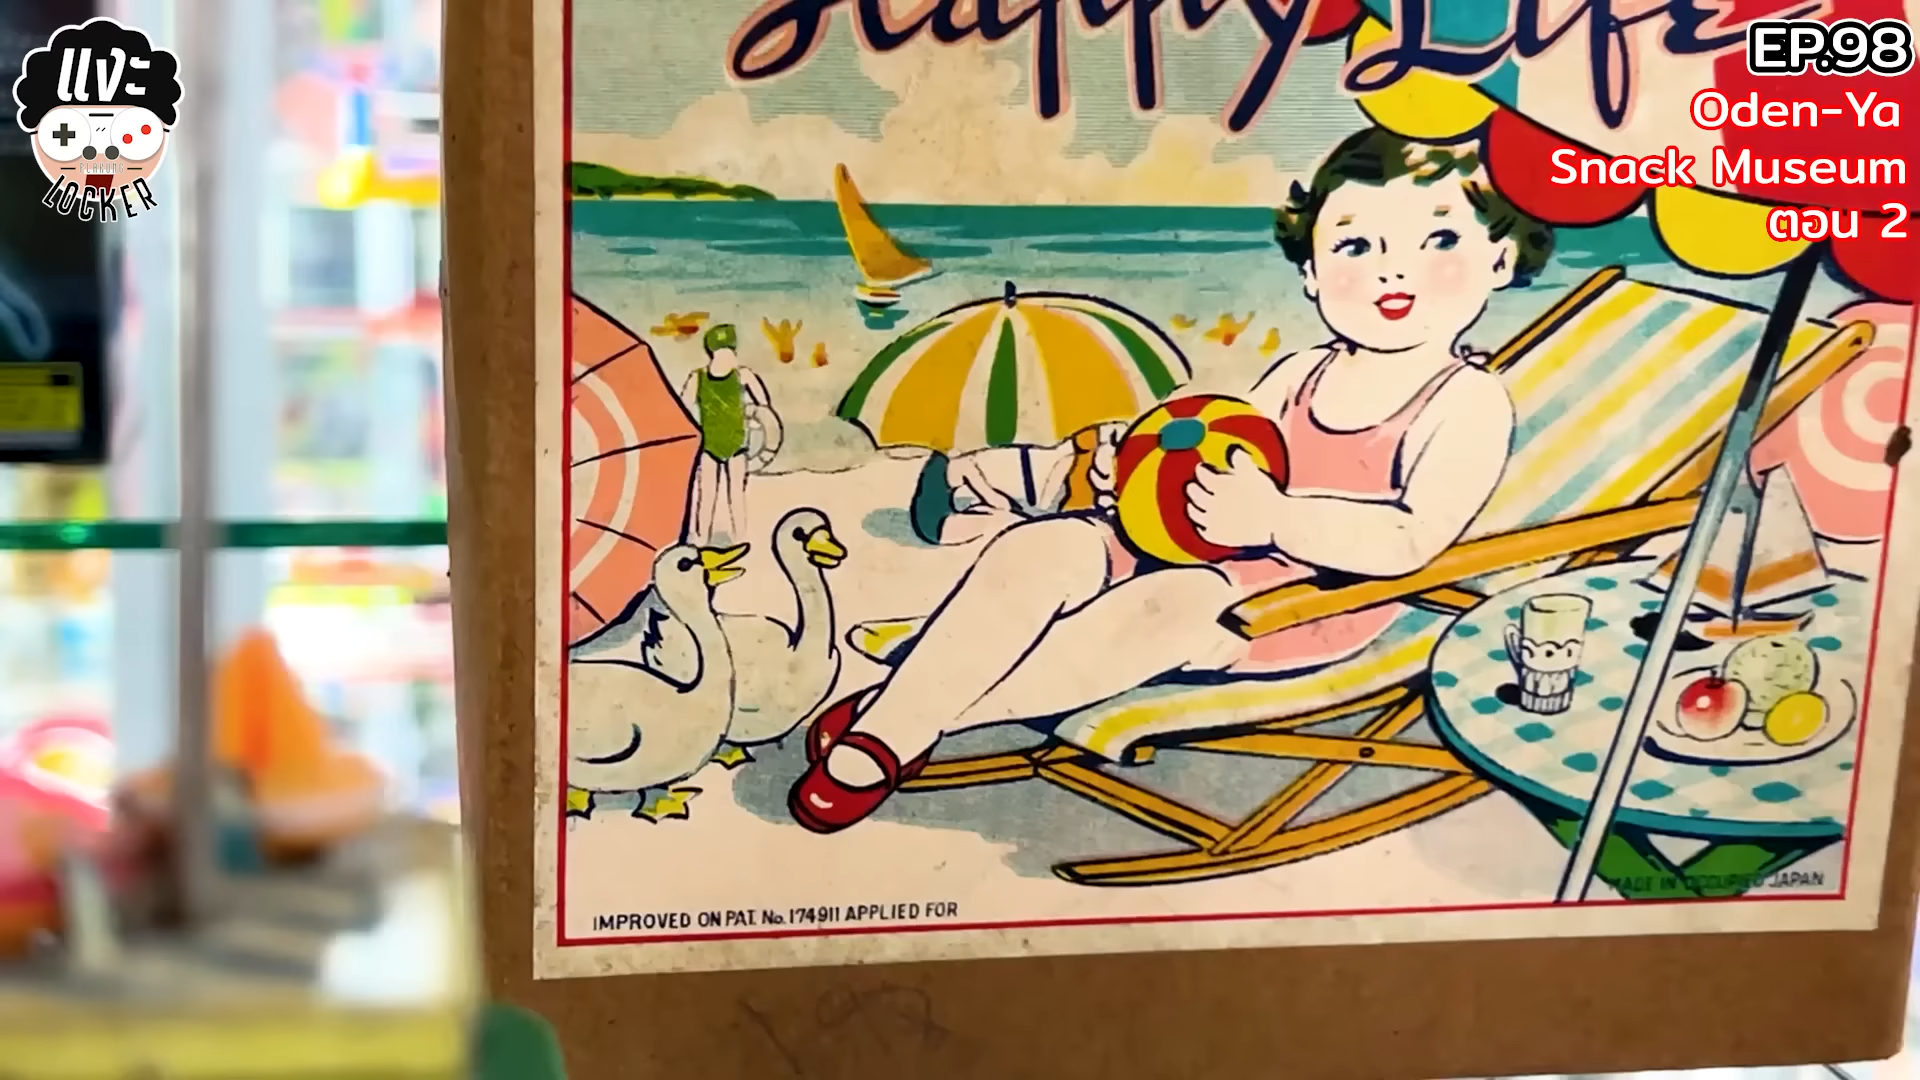 แงะ
LOCKER
Happy Life
EP.98
Oden-Ya
Snack Museum
ตอน 2
MADE IN OCCUPIED JAPAN
IMPROVED ON PAT. No. 174911 APPLIED FOR